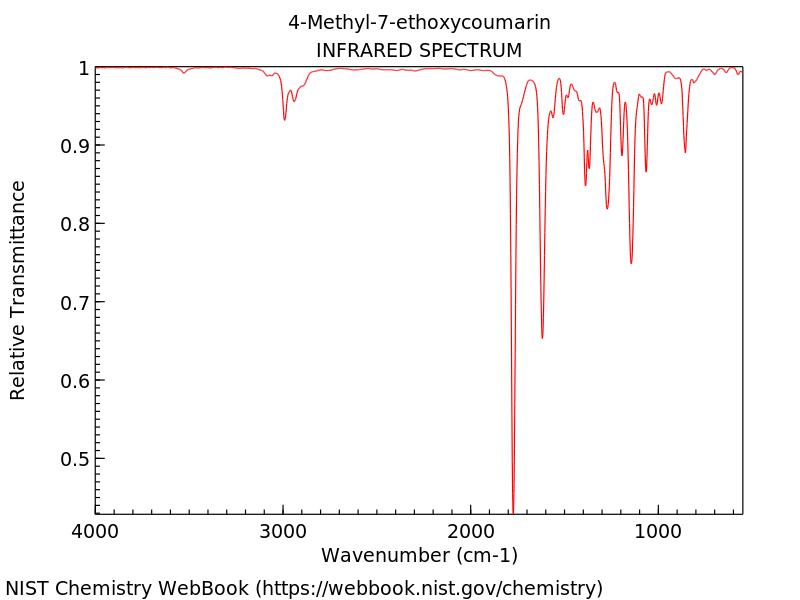 4-Methyl-7-ethoxycoumarin
INFRARED SPECTRUM
1
0.9
0.8
0.7
0.6
0.5
Relative Transmittance
4000 3000 2000 1000
Wavenumber (cm-1)
NIST Chemistry WebBook (https://webbook.nist.gov/chemistry)